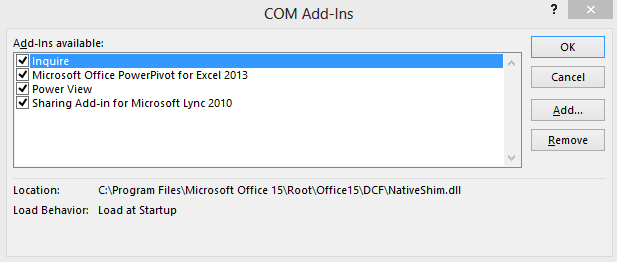 COM Add-Ins
?
Add-Ins available:
Inquire
Microsoft Office PowerPivot for Excel 2013
Power View
Sharing Add-in for Microsoft Lync 2010
OK
Cancel
Add...
Remove
Location: C:\Program Files\Microsoft Office 15\Root\Office15\DCF\NativeShim.dll
Load Behavior: Load at Startup